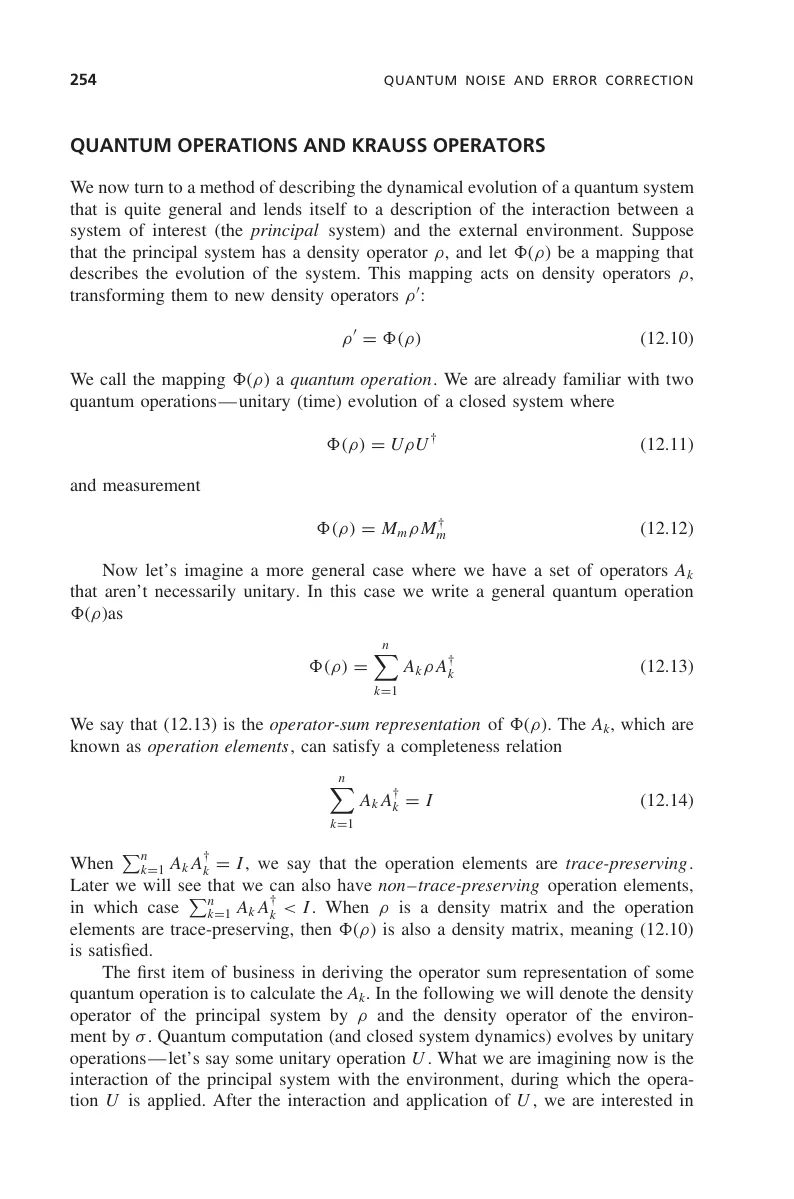 254 QUANTUM NOISE AND ERROR CORRECTION
QUANTUM OPERATIONS AND KRAUSS OPERATORS
We now turn to a method of describing the dynamical evolution of a quantum system
that is quite general and lends itself to a description of the interaction between a
system of interest (the principal system) and the external environment. Suppose
that the principal system has a density operator ρ, and let Φ(ρ) be a mapping that
describes the evolution of the system. This mapping acts on density operators ρ,
transforming them to new density operators ρ′:
ρ′ = Φ(ρ) (12.10)
We call the mapping Φ(ρ) a quantum operation. We are already familiar with two
quantum operations—unitary (time) evolution of a closed system where
Φ(ρ) = UρU† (12.11)
and measurement
Φ(ρ) = M_m ρ M_m† (12.12)
Now let's imagine a more general case where we have a set of operators A_k
that aren't necessarily unitary. In this case we write a general quantum operation
Φ(ρ)as
Φ(ρ) = ∑_{k=1}^{n} A_k ρ A_k† (12.13)
We say that (12.13) is the operator-sum representation of Φ(ρ). The A_k, which are
known as operation elements, can satisfy a completeness relation
∑_{k=1}^{n} A_k A_k† = I (12.14)
When ∑_{k=1}^{n} A_k A_k† = I, we say that the operation elements are trace-preserving.
Later we will see that we can also have non–trace-preserving operation elements,
in which case ∑_{k=1}^{n} A_k A_k† < I. When ρ is a density matrix and the operation
elements are trace-preserving, then Φ(ρ) is also a density matrix, meaning (12.10)
is satisfied.
The first item of business in deriving the operator sum representation of some
quantum operation is to calculate the A_k. In the following we will denote the density
operator of the principal system by ρ and the density operator of the environ-
ment by σ. Quantum computation (and closed system dynamics) evolves by unitary
operations—let's say some unitary operation U. What we are imagining now is the
interaction of the principal system with the environment, during which the opera-
tion U is applied. After the interaction and application of U, we are interested in